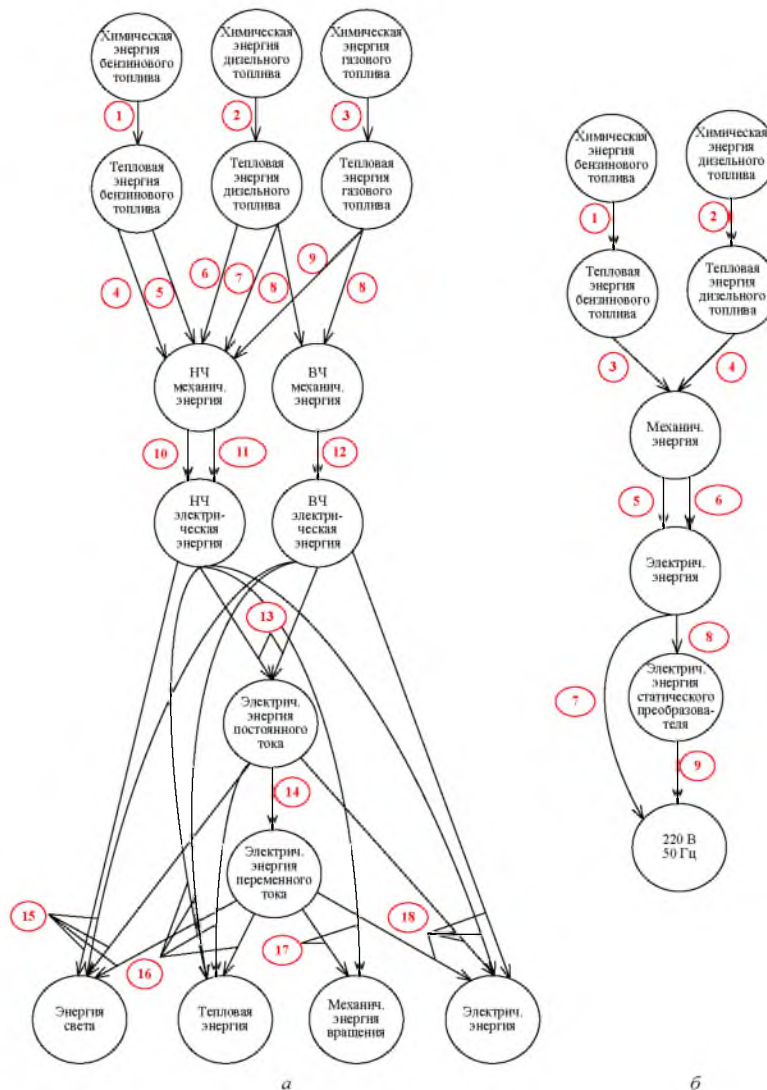 Химическая
энергия
бензинового
топлива
Химическая
энергия
дизельного
топлива
Химическая
энергия
газового
топлива
1
2
3
Тепловая
энергия
бензинового
топлива
Тепловая
энергия
дизельного
топлива
Тепловая
энергия
газового
топлива
4
5
6
7
8
9
8
НЧ
механич.
энергия
ВЧ
механич.
энергия
10
11
12
НЧ
электри-
ческая
энергия
ВЧ
электри-
ческая
энергия
13
Электрич.
энергия
постоянного
тока
14
Электрич.
энергия
переменного
тока
15
16
17
18
Энергия
света
Тепловая
энергия
Механич.
энергия
вращения
Электрич.
энергия
а
Химическая
энергия
бензинового
топлива
Химическая
энергия
дизельного
топлива
1
2
Тепловая
энергия
бензинового
топлива
Тепловая
энергия
дизельного
топлива
3
4
Механич.
энергия
5
6
Электрич.
энергия
7
8
Электрич.
энергия
статического
преобразова-
теля
9
220 В
50 Гц
б